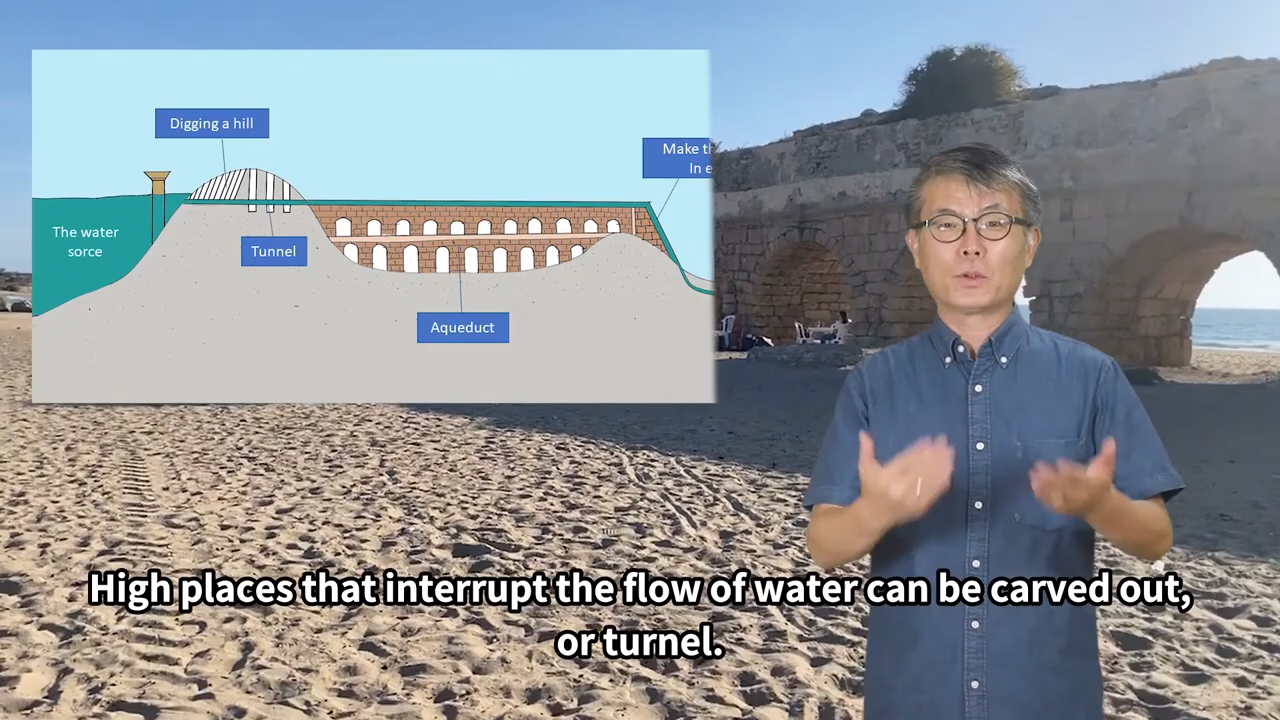 Digging a hill
Make th
In e
The water
sorce
Tunnel
Aqueduct
High places that interrupt the flow of water can be carved out,
or turnel.